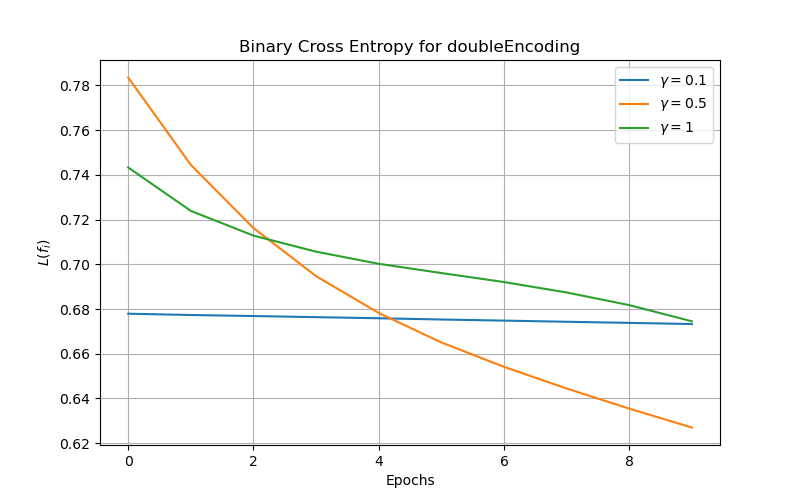 Binary Cross Entropy for doubleEncoding
γ = 0.1
γ = 0.5
γ = 1
0.78
0.76
0.74
0.72
0.70
0.68
0.66
0.64
0.62
L(fᵢ)
0 2 4 6 8
Epochs